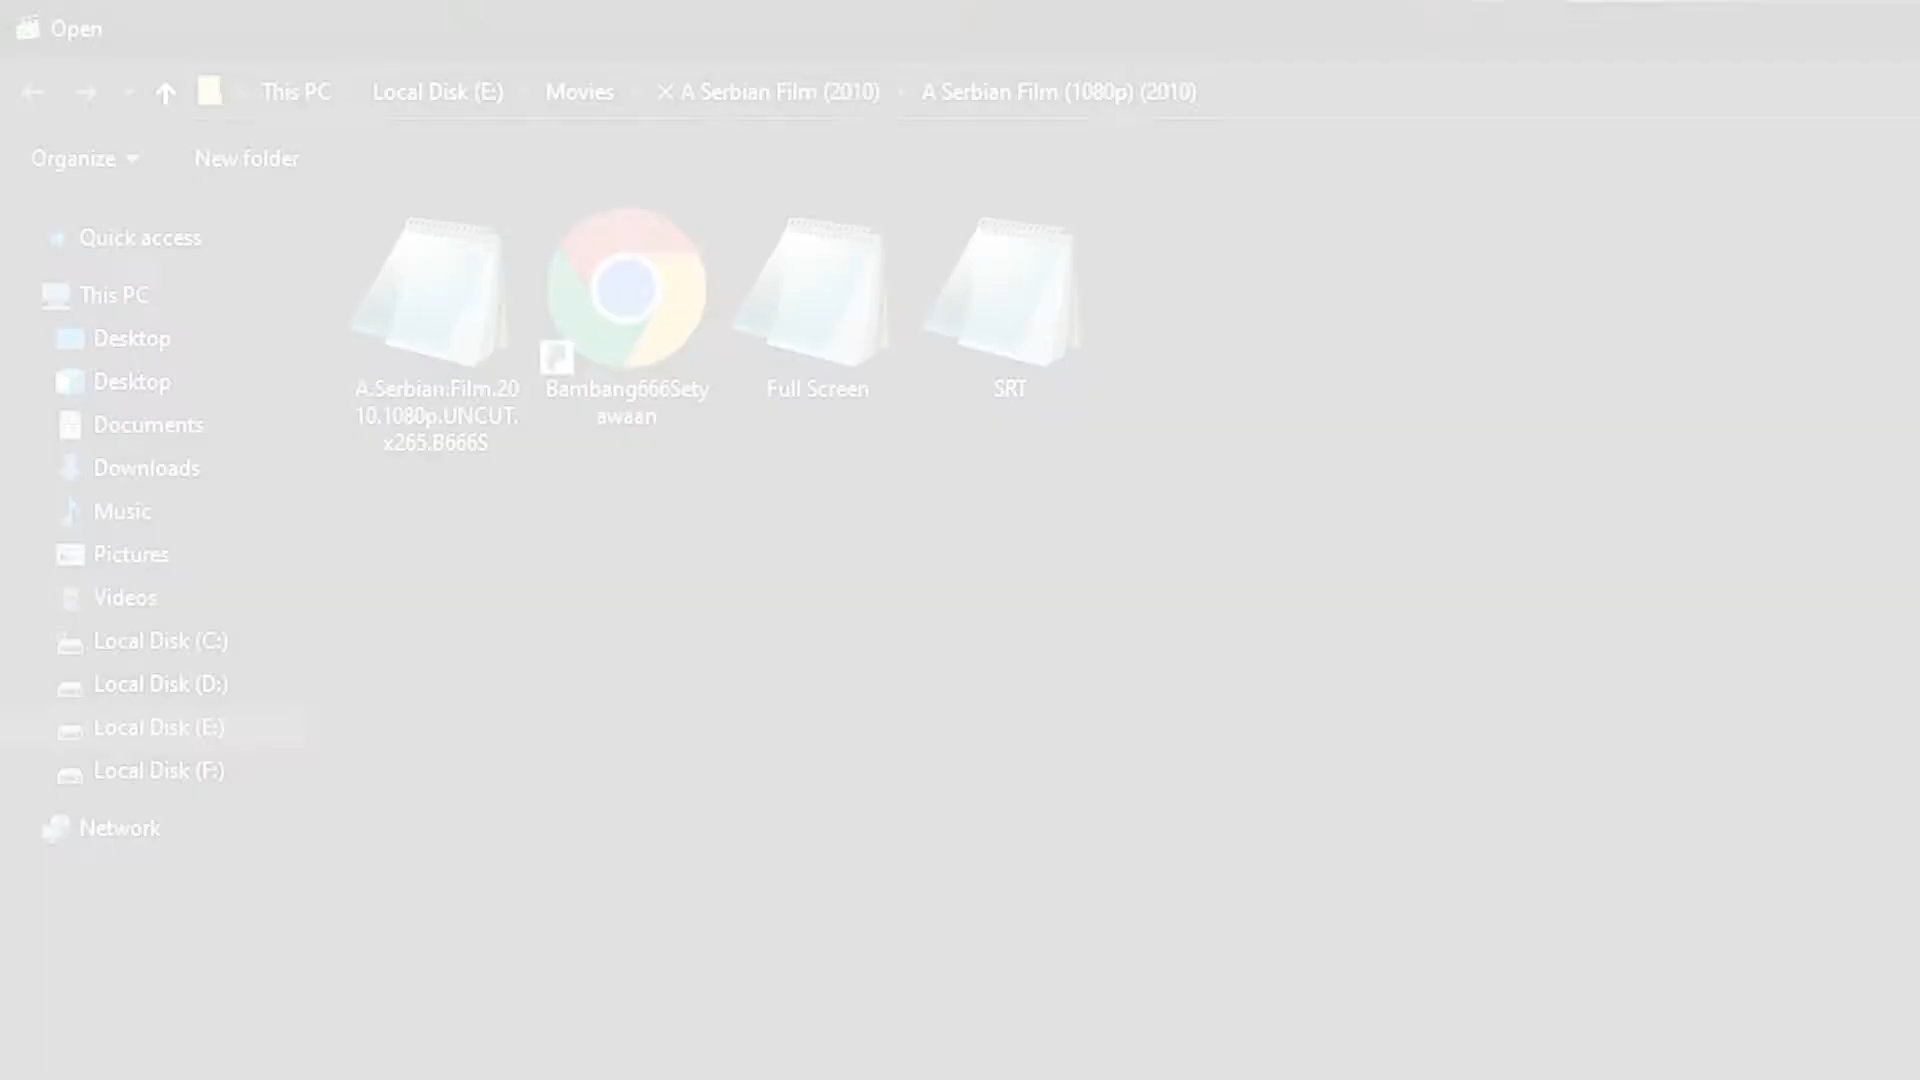 Open
This PC Local Disk (E:) Movies X A Serbian Film (2010) A Serbian Film (1080p) (2010)
Organize New folder
Quick access
This PC
Desktop
Desktop
Documents
Downloads
Music
Pictures
Videos
Local Disk (C:)
Local Disk (D:)
Local Disk (E:)
Local Disk (F:)
Network
A.Serbian.Film.20
10.1080p.UNCUT.
x265.B666S
Bambang666Sety
awaan
Full Screen
SRT